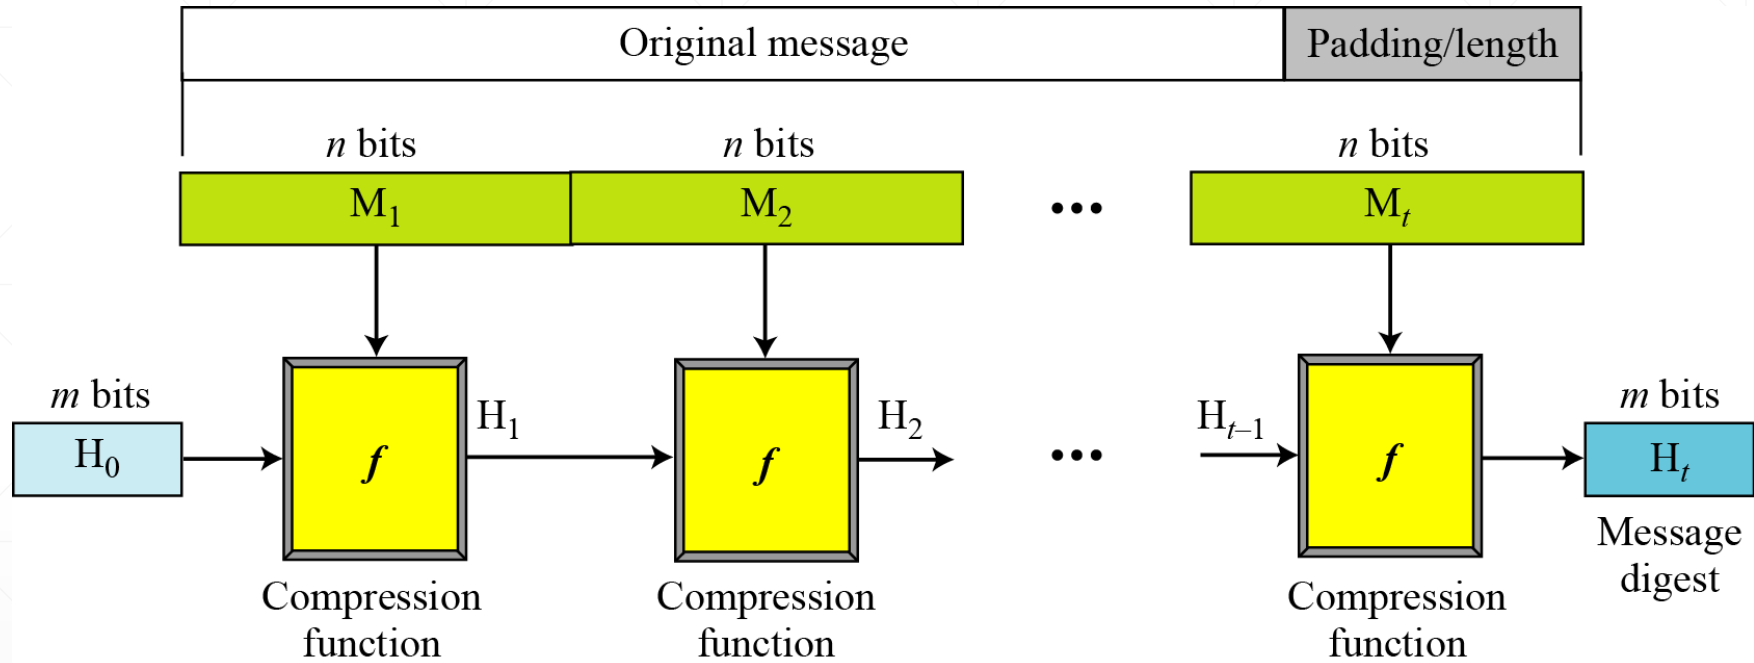 Original message
Padding/length
n bits
n bits
n bits
M₁
M₂
...
Mₜ
m bits
H₀
f
H₁
f
H₂
...
Hₜ₋₁
f
m bits
Hₜ
Message
digest
Compression
function
Compression
function
Compression
function